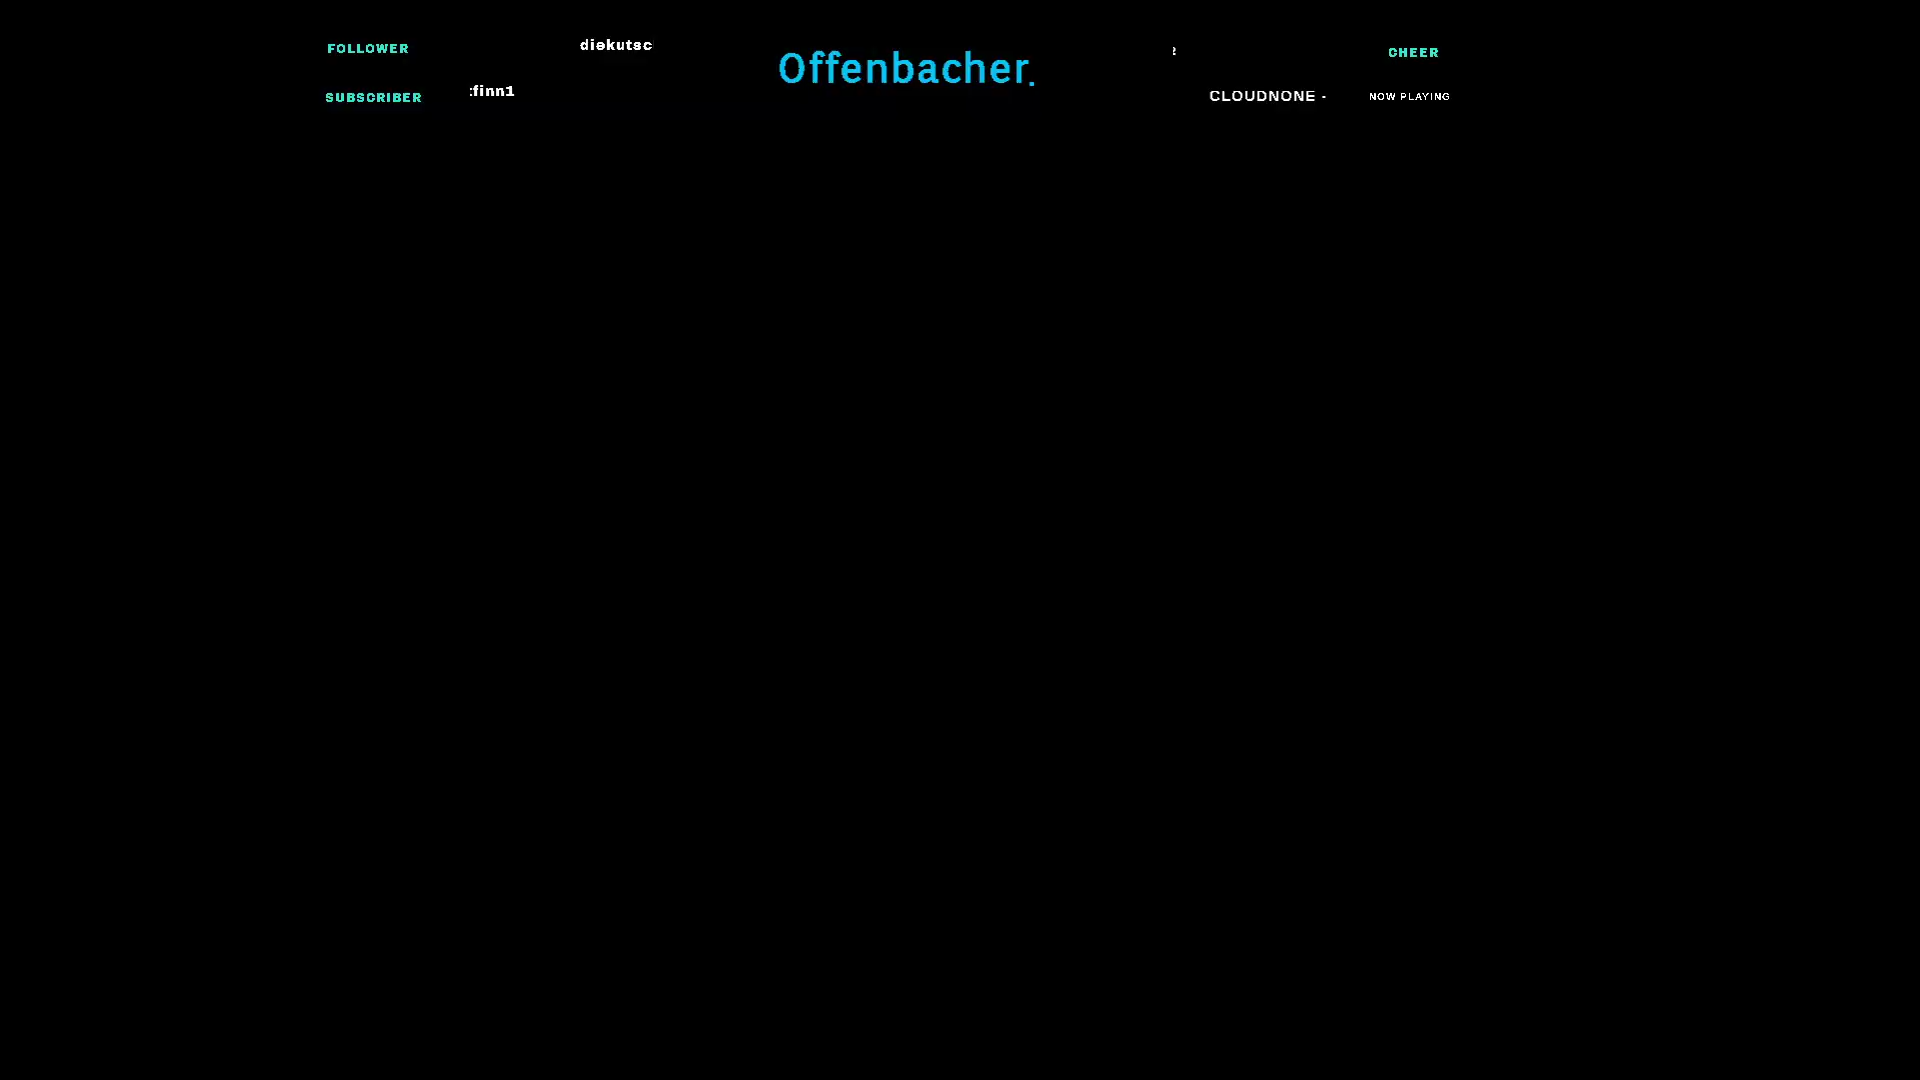 FOLLOWER
diekutsc
Offenbacher.
CHEER
SUBSCRIBER
:finn1
CLOUDNONE -
NOW PLAYING